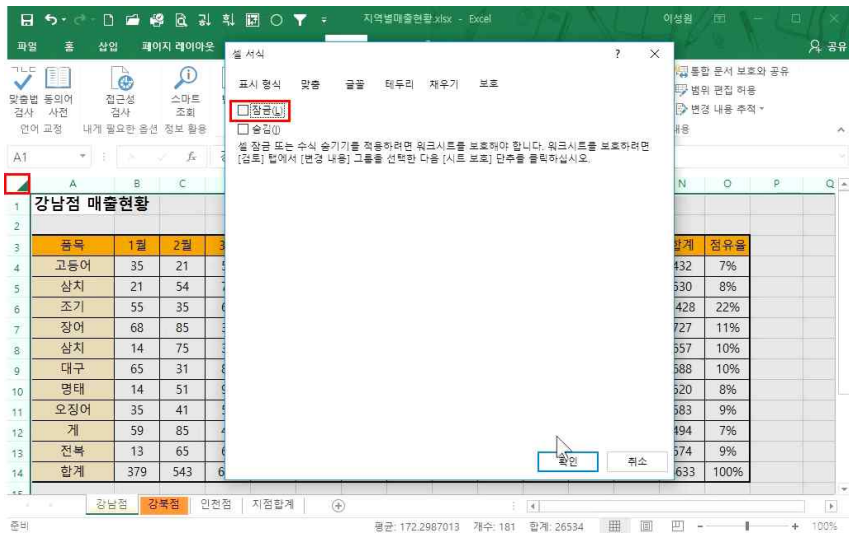 지역별매출현황.xlsx - Excel
이성원
파일 홈 삽입 페이지 레이아웃
공유
맞춤법 검사
동의어 사전
접근성 검사
스마트 조회
언어 교정 내게 필요한 옵션 정보 활용
통합 문서 보호와 공유
범위 편집 허용
변경 내용 추적
내용
셀 서식 ?
표시 형식 맞춤 글꼴 테두리 채우기 보호
잠금(L)
숨김(I)
셀 잠금 또는 수식 숨기기를 적용하려면 워크시트를 보호해야 합니다. 워크시트를 보호하려면
[검토] 탭에서 [변경 내용] 그룹을 선택한 다음 [시트 보호] 단추를 클릭하십시오.
확인 취소
A1 fx
A B C N O P Q
1 강남점 매출현황
2
3 품목 1월 2월 3 합계 점유율
4 고등어 35 21 432 7%
5 삼치 21 54 530 8%
6 조기 55 35 428 22%
7 장어 68 85 727 11%
8 삼치 14 75 657 10%
9 대구 65 31 688 10%
10 명태 14 51 520 8%
11 오징어 35 41 583 9%
12 게 59 85 494 7%
13 전복 13 65 574 9%
14 합계 379 543 6 633 100%
강남점 강북점 인천점 지점합계
준비 평균: 172.2987013 개수: 181 합계: 26534 100%